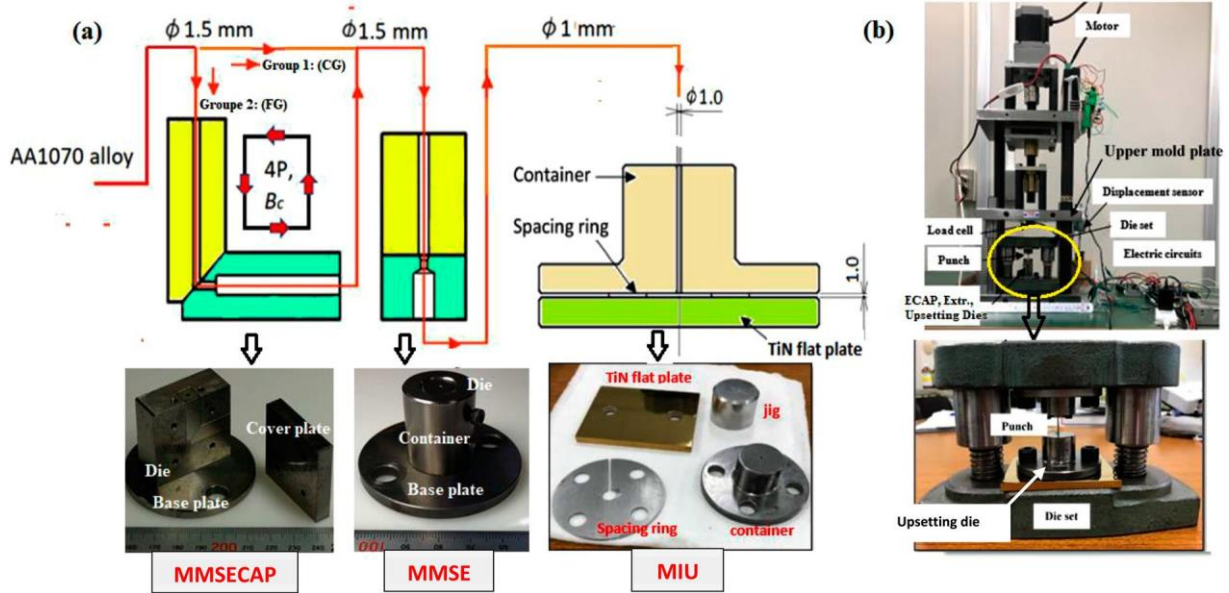 (a)
ϕ 1.5 mm
ϕ 1.5 mm
ϕ 1 mm
Group 1: (CG)
Groupe 2: (FG)
AA1070 alloy
4P,
Bc
ϕ1.0
Container
Spacing ring
1.0
TiN flat plate
Cover plate
Die
Base plate
200
MMSECAP
Die
Container
Base plate
100
MMSE
TiN flat plate
jig
Spacing ring
container
MIU
(b)
Motor
Upper mold plate
Displacement sensor
Load cell
Die set
Punch
Electric circuits
ECAP, Extr.,
Upsetting Dies
Punch
Upsetting die
Die set